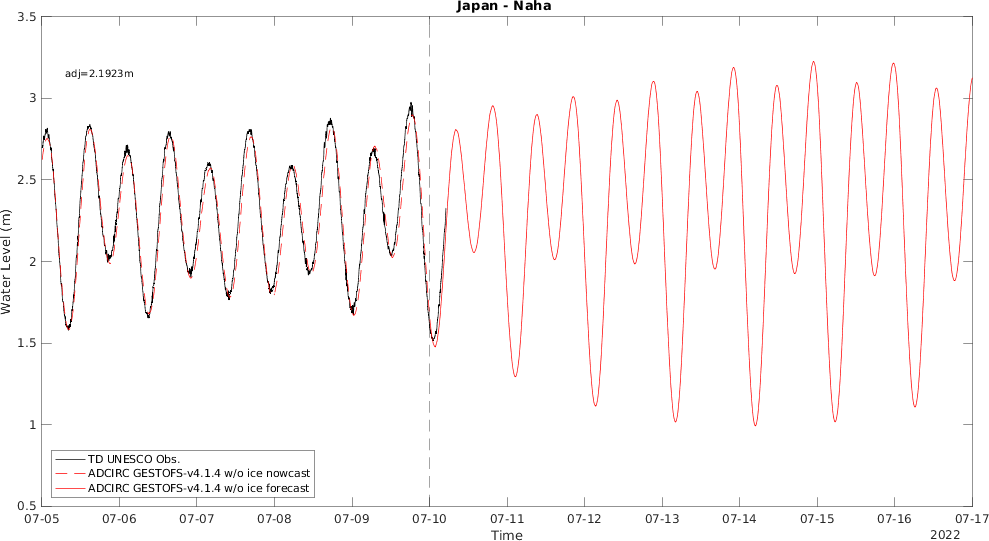 Japan - Naha
3.5
3
2.5
2
1.5
1
0.5
Water Level (m)
adj=2.1923m
TD UNESCO Obs.
ADCIRC GESTOFS-v4.1.4 w/o ice nowcast
ADCIRC GESTOFS-v4.1.4 w/o ice forecast
07-05 07-06 07-07 07-08 07-09 07-10 07-11 07-12 07-13 07-14 07-15 07-16 07-17
Time
2022